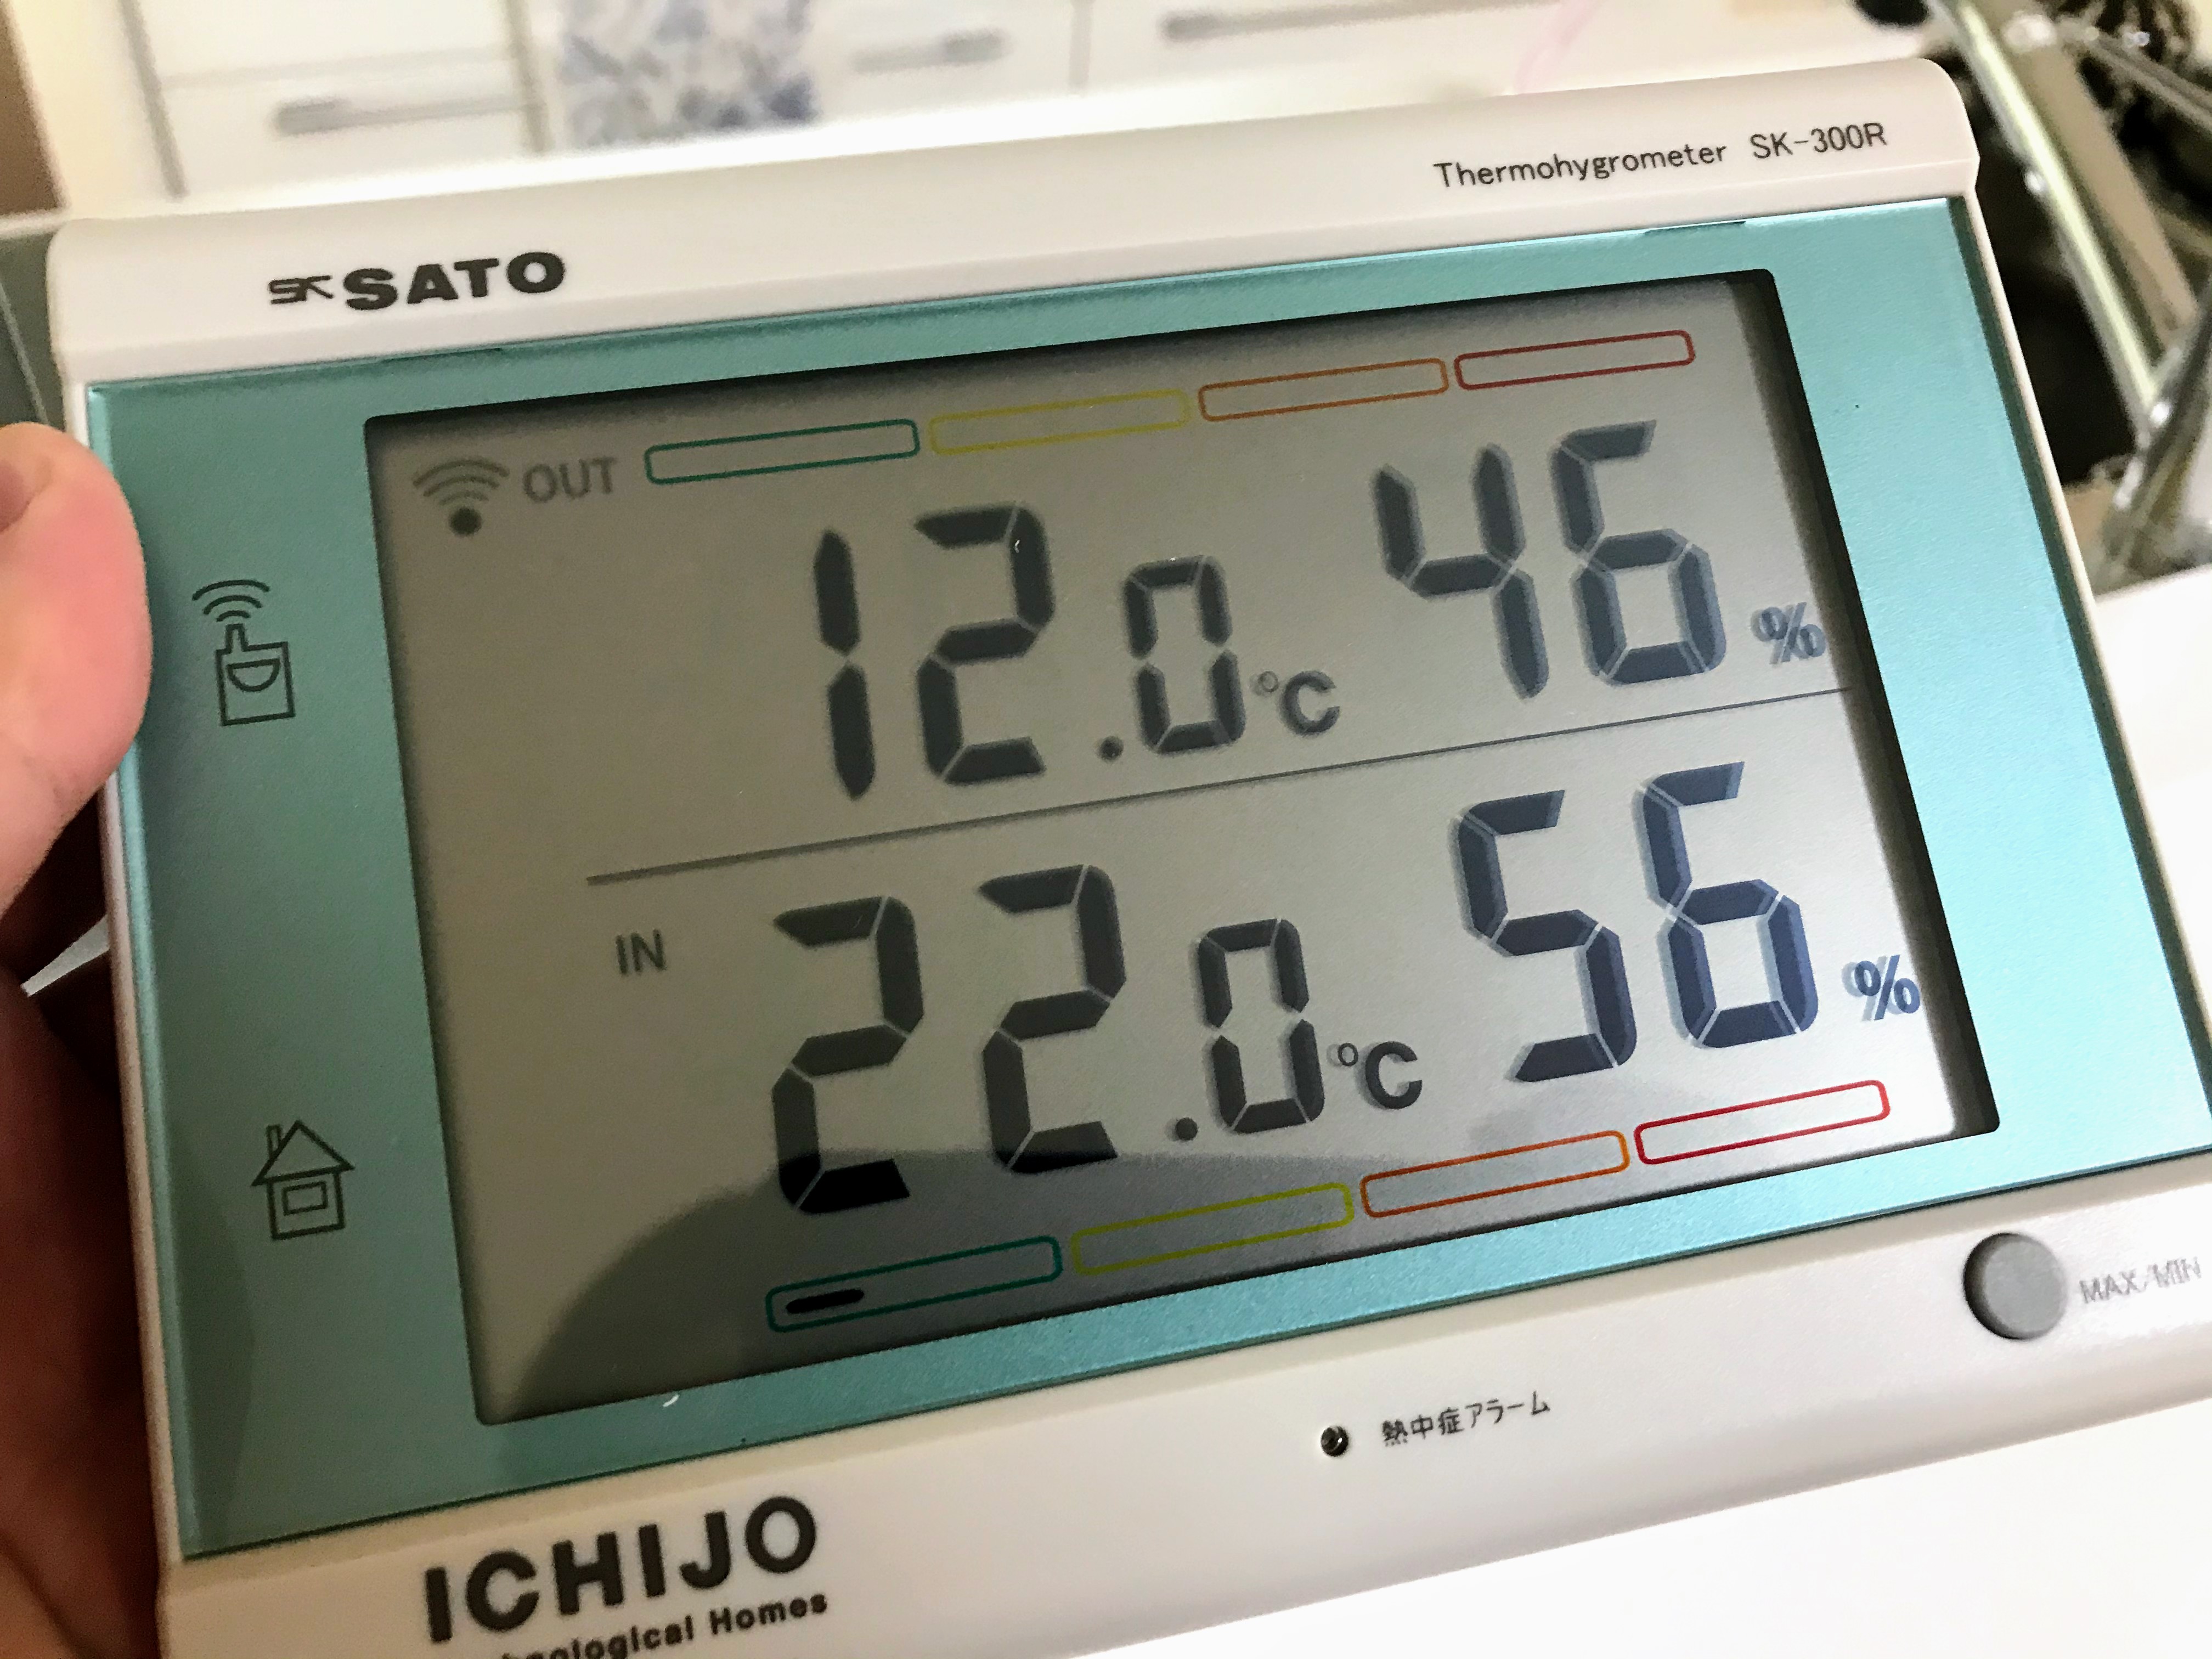 Thermohygrometer SK-300R
SK SATO
OUT
12.0℃ 46%
IN
22.0℃ 56%
MAX/MIN
熱中症アラーム
ICHIJO
Homes